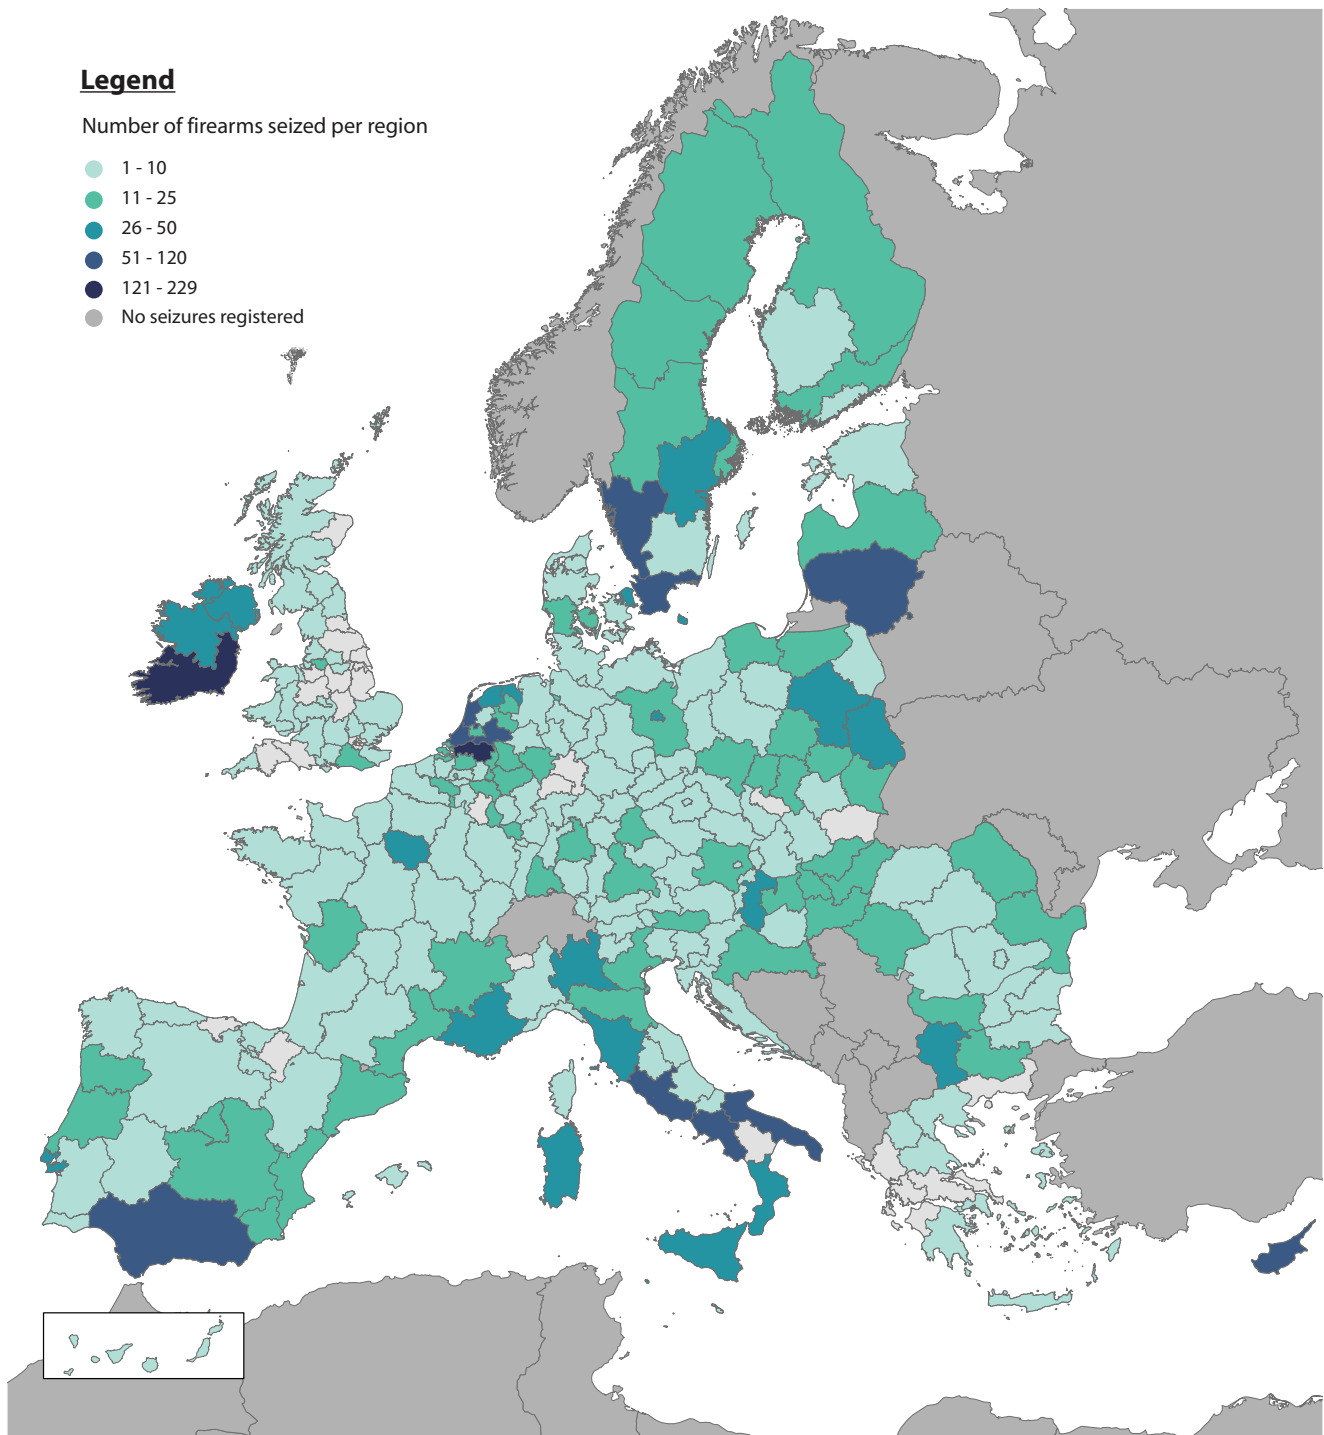 Legend
Number of firearms seized per region
1 - 10
11 - 25
26 - 50
51 - 120
121 - 229
No seizures registered